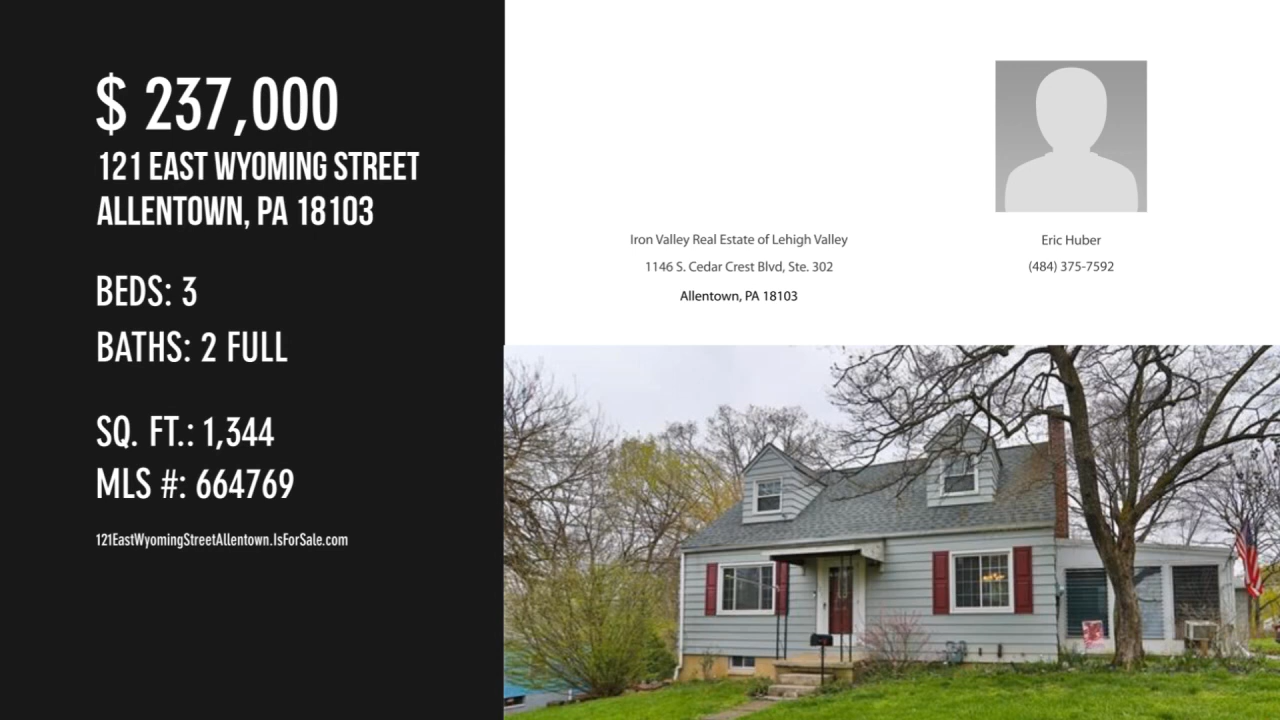 $ 237,000
121 EAST WYOMING STREET
ALLENTOWN, PA 18103
BEDS: 3
BATHS: 2 FULL
SQ. FT.: 1,344
MLS #: 664769
121EastWyomingStreetAllentown.IsForSale.com
Iron Valley Real Estate of Lehigh Valley
1146 S. Cedar Crest Blvd, Ste. 302
Allentown, PA 18103
Eric Huber
(484) 375-7592